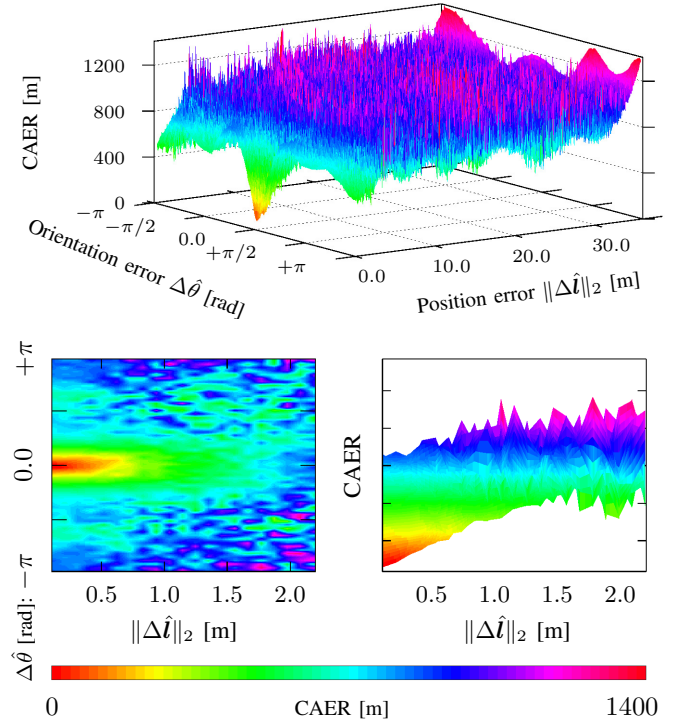 1200
800
400
0
CAER [m]
−π
−π/2
0.0
+π/2
+π
Orientation error Δθ̂ [rad]
0.0
10.0
20.0
30.0
Position error ‖Δl̂‖₂ [m]
Δθ̂ [rad]: −π
0.0
+π
0.5 1.0 1.5 2.0
‖Δl̂‖₂ [m]
CAER
0.5 1.0 1.5 2.0
‖Δl̂‖₂ [m]
0 CAER [m] 1400